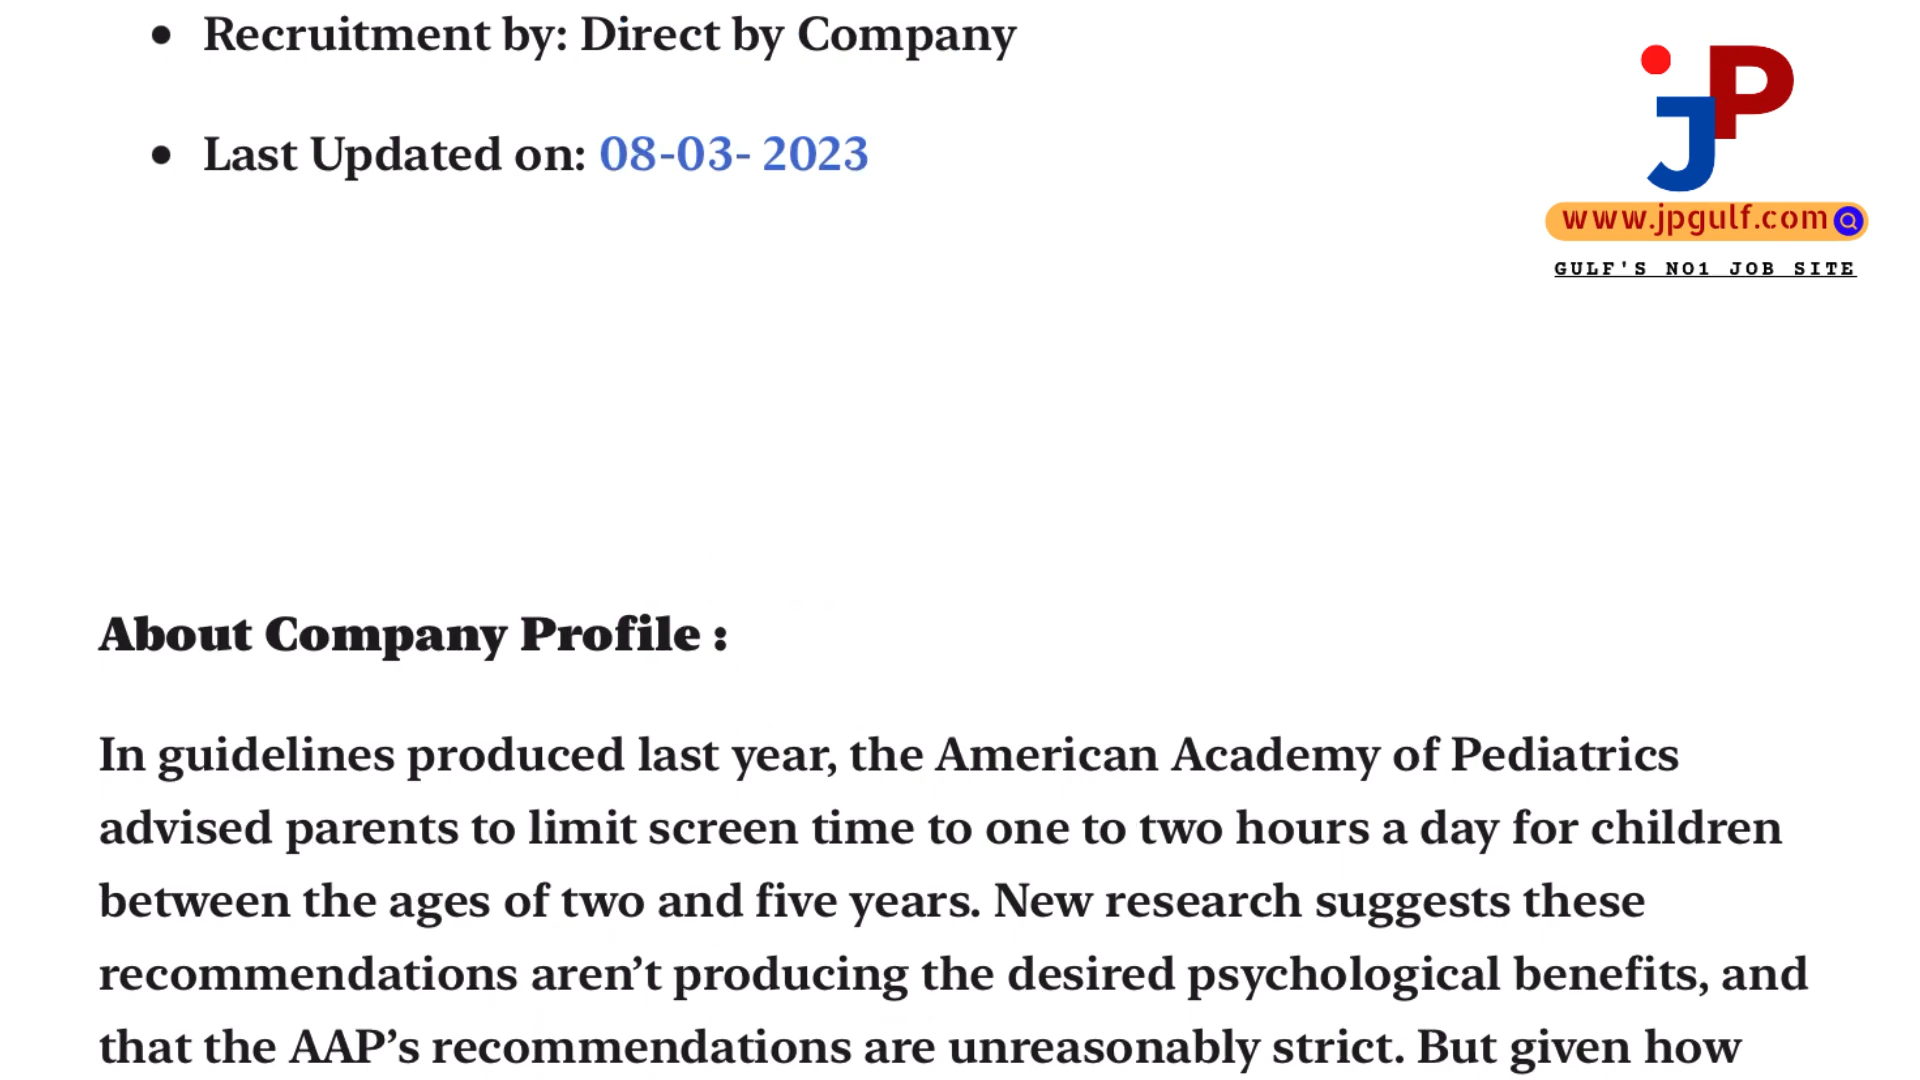 Recruitment by: Direct by Company
Last Updated on: 08-03- 2023
JP
www.jpgulf.com
GULF'S NO1 JOB SITE
About Company Profile :
In guidelines produced last year, the American Academy of Pediatrics
advised parents to limit screen time to one to two hours a day for children
between the ages of two and five years. New research suggests these
recommendations aren’t producing the desired psychological benefits, and
that the AAP’s recommendations are unreasonably strict. But given how